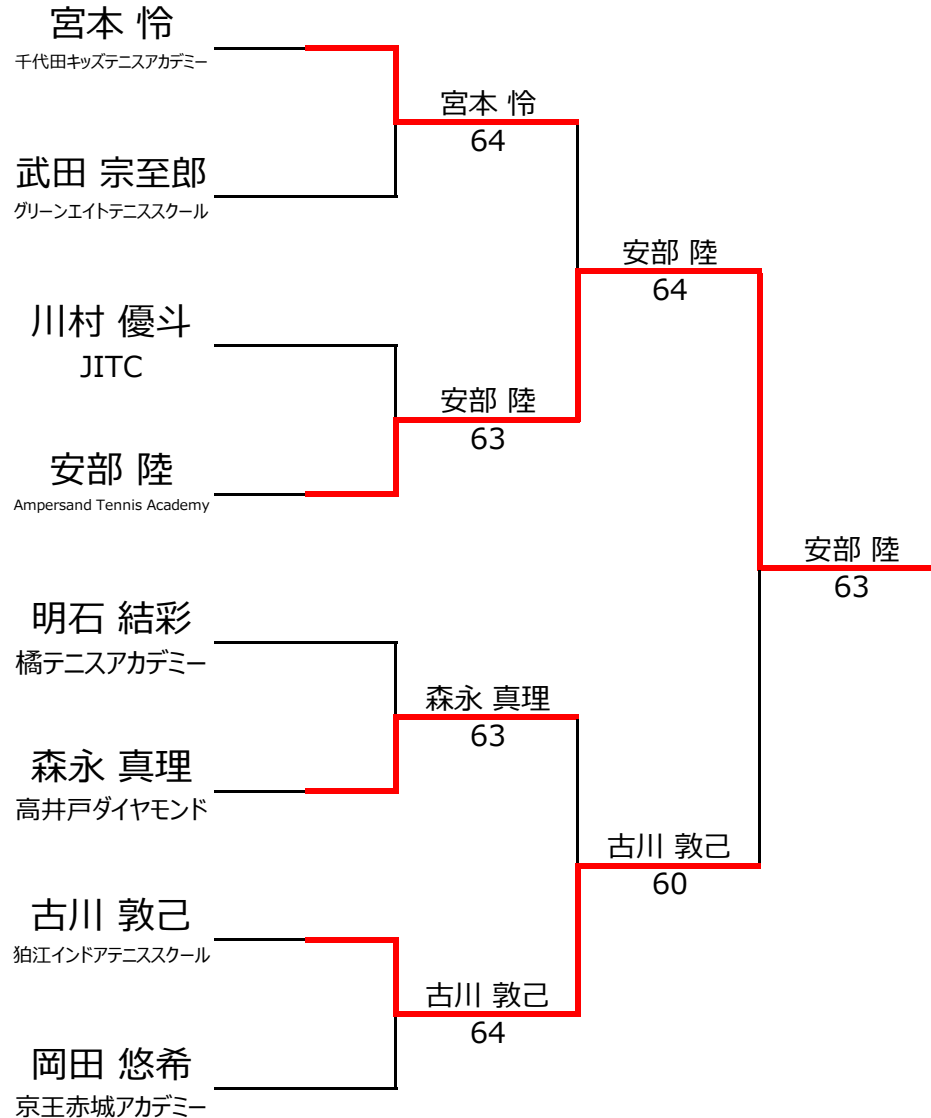 宮本 怜
千代田キッズテニスアカデミー
宮本 怜
64
武田 宗至郎
グリーンエイトテニススクール
安部 陸
64
川村 優斗
JITC
安部 陸
63
安部 陸
Ampersand Tennis Academy
安部 陸
63
明石 結彩
橘テニスアカデミー
森永 真理
63
森永 真理
高井戸ダイヤモンド
古川 敦己
60
古川 敦己
狛江インドアテニススクール
古川 敦己
64
岡田 悠希
京王赤城アカデミー